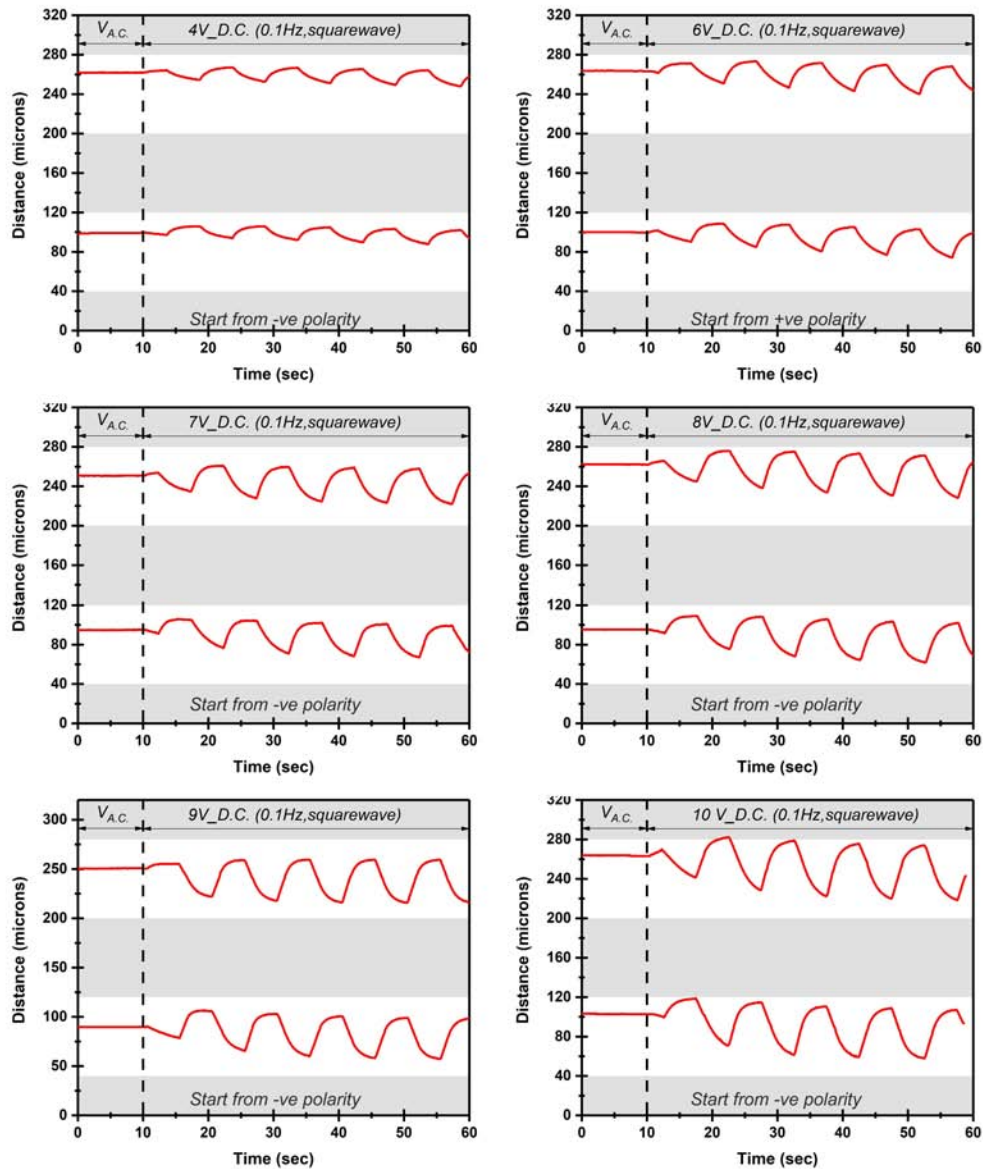 V_A.C. 4V_D.C. (0.1Hz,squarewave)
320
280
240
200
160
120
80
40
0
Distance (microns)
Start from -ve polarity
0 10 20 30 40 50 60
Time (sec)
V_A.C. 6V_D.C. (0.1Hz,squarewave)
320
280
240
200
160
120
80
40
0
Distance (microns)
Start from +ve polarity
0 10 20 30 40 50 60
Time (sec)
V_A.C. 7V_D.C. (0.1Hz,squarewave)
320
280
240
200
160
120
80
40
0
Distance (microns)
Start from -ve polarity
0 10 20 30 40 50 60
Time (sec)
V_A.C. 8V_D.C. (0.1Hz,squarewave)
320
280
240
200
160
120
80
40
0
Distance (microns)
Start from -ve polarity
0 10 20 30 40 50 60
Time (sec)
V_A.C. 9V_D.C. (0.1Hz,squarewave)
300
250
200
150
100
50
0
Distance (microns)
Start from -ve polarity
0 10 20 30 40 50 60
Time (sec)
V_A.C. 10 V_D.C. (0.1Hz,squarewave)
320
280
240
200
160
120
80
40
0
Distance (microns)
Start from -ve polarity
0 10 20 30 40 50 60
Time (sec)